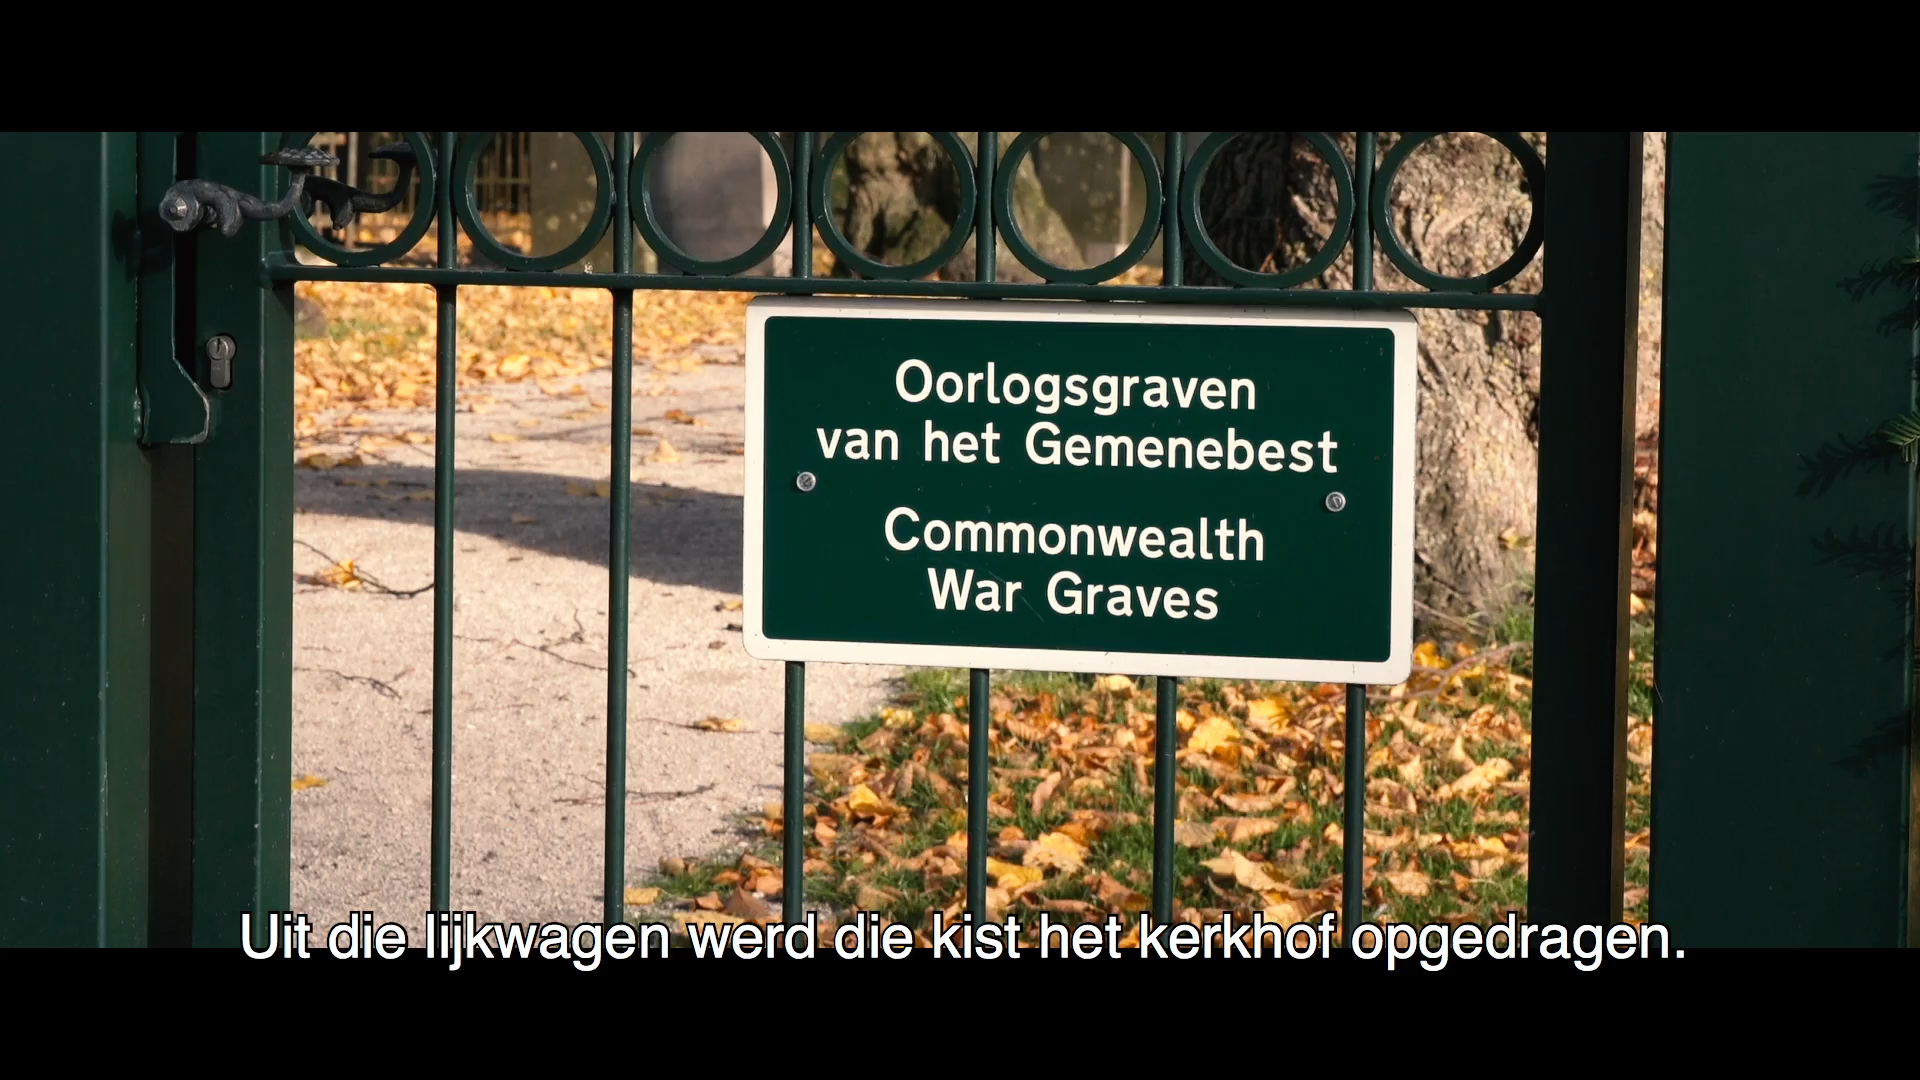 Oorlogsgraven
van het Gemenebest
Commonwealth
War Graves
Uit die lijkwagen werd die kist het kerkhof opgedragen.